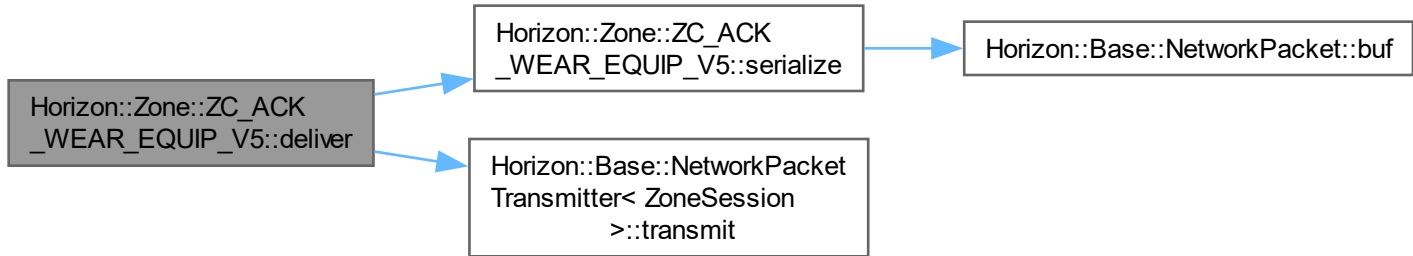 Horizon::Zone::ZC_ACK
_WEAR_EQUIP_V5::deliver
Horizon::Zone::ZC_ACK
_WEAR_EQUIP_V5::serialize
Horizon::Base::NetworkPacket::buf
Horizon::Base::NetworkPacket
Transmitter< ZoneSession
>::transmit